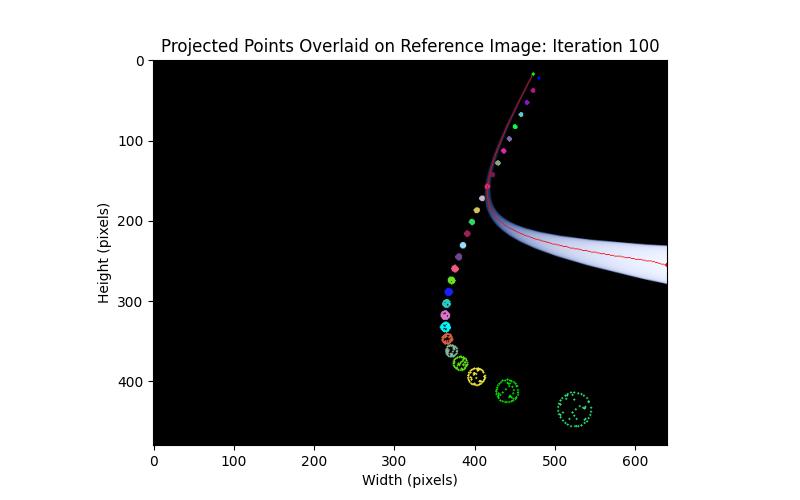 Projected Points Overlaid on Reference Image: Iteration 100
0
100
200
300
400
Height (pixels)
0 100 200 300 400 500 600
Width (pixels)